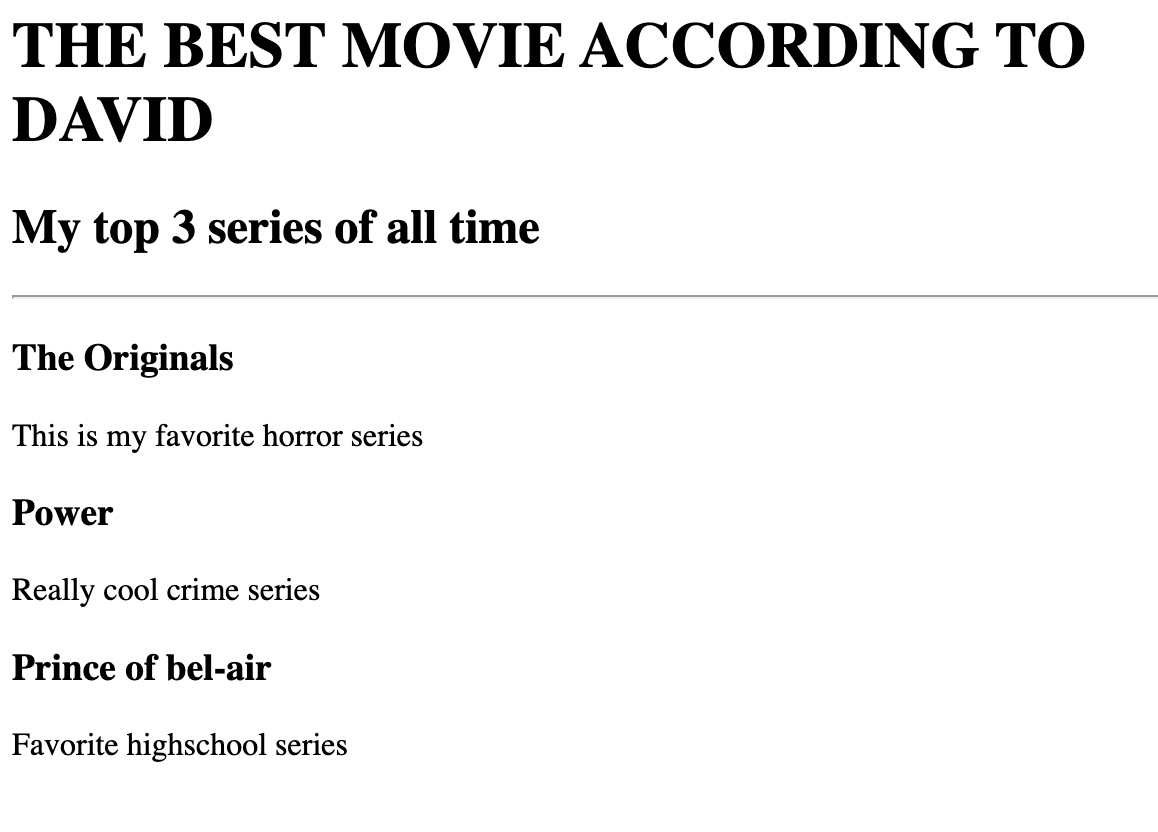 THE BEST MOVIE ACCORDING TO
DAVID
My top 3 series of all time
The Originals
This is my favorite horror series
Power
Really cool crime series
Prince of bel-air
Favorite highschool series